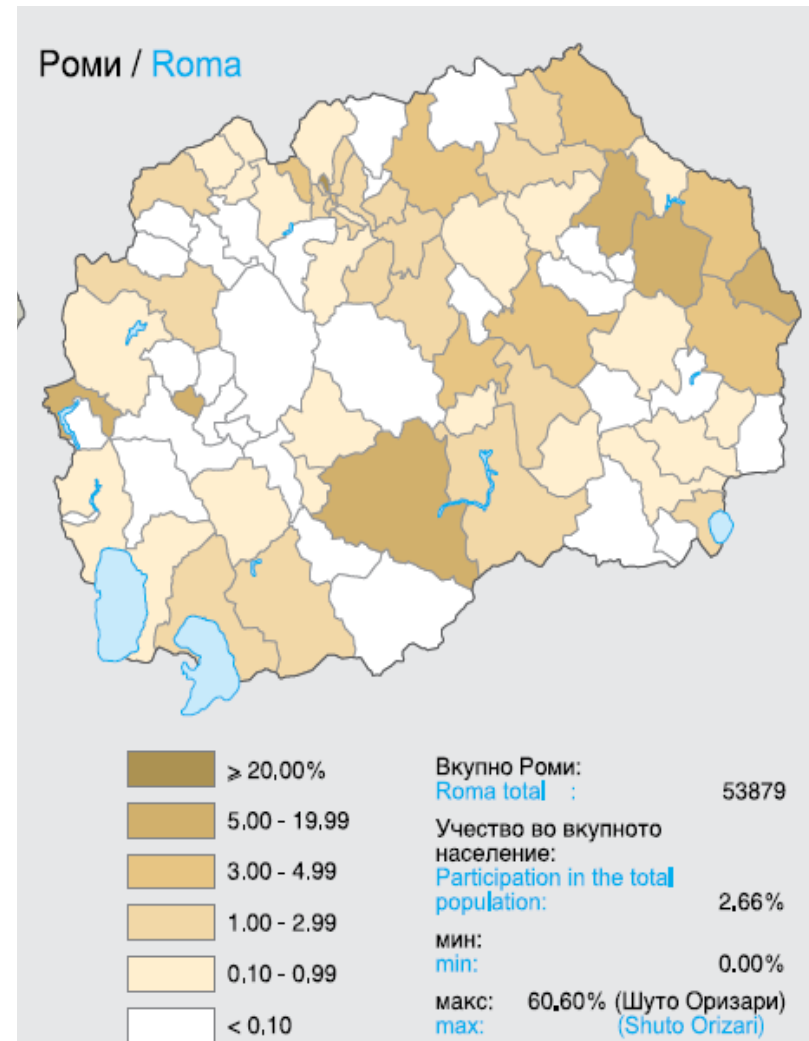 Роми / Roma
⩾ 20,00%
5.00 - 19.99
3.00 - 4.99
1.00 - 2.99
0,10 - 0,99
< 0,10
Вкупно Роми:
Roma total : 53879
Учество во вкупното
население:
Participation in the total
population: 2.66%
мин:
min: 0.00%
макс: 60.60% (Шуто Оризари)
max: (Shuto Orizari)